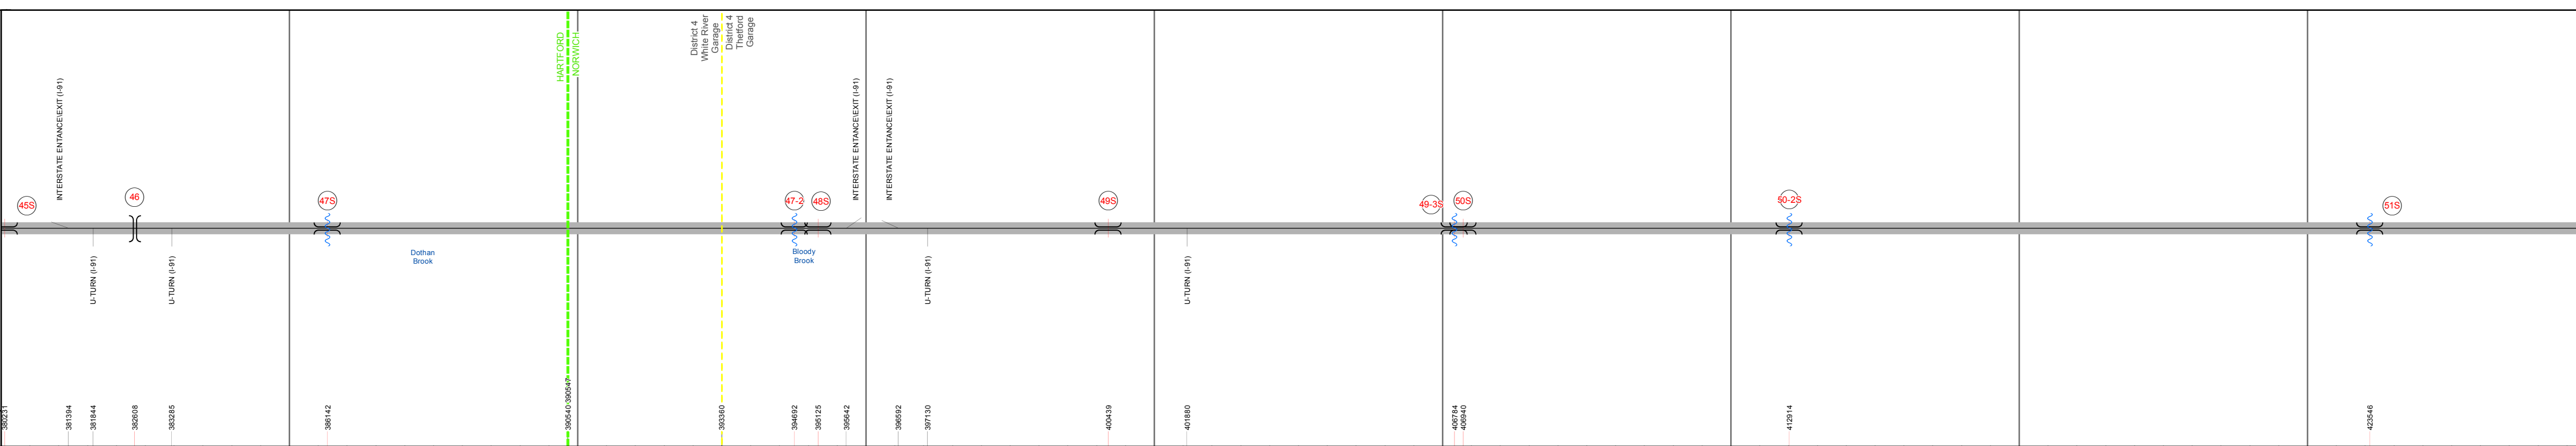 District 4
White River
Garage
District 4
Thetford
Garage
HARTFORD
NORWICH
INTERSTATE ENTANCE\EXIT (I-91)
INTERSTATE ENTANCE\EXIT (I-91)
INTERSTATE ENTANCE\EXIT (I-91)
45S
46
47S
47-2
48S
49S
49-3S
50S
50-2S
51S
Dothan
Brook
Bloody
Brook
U-TURN (I-91)
U-TURN (I-91)
U-TURN (I-91)
U-TURN (I-91)
380231
381394
381844
382608
383285
386142
390540
390547
393360
394692
395125
395642
396592
397130
400439
401880
406784
406940
412914
423546